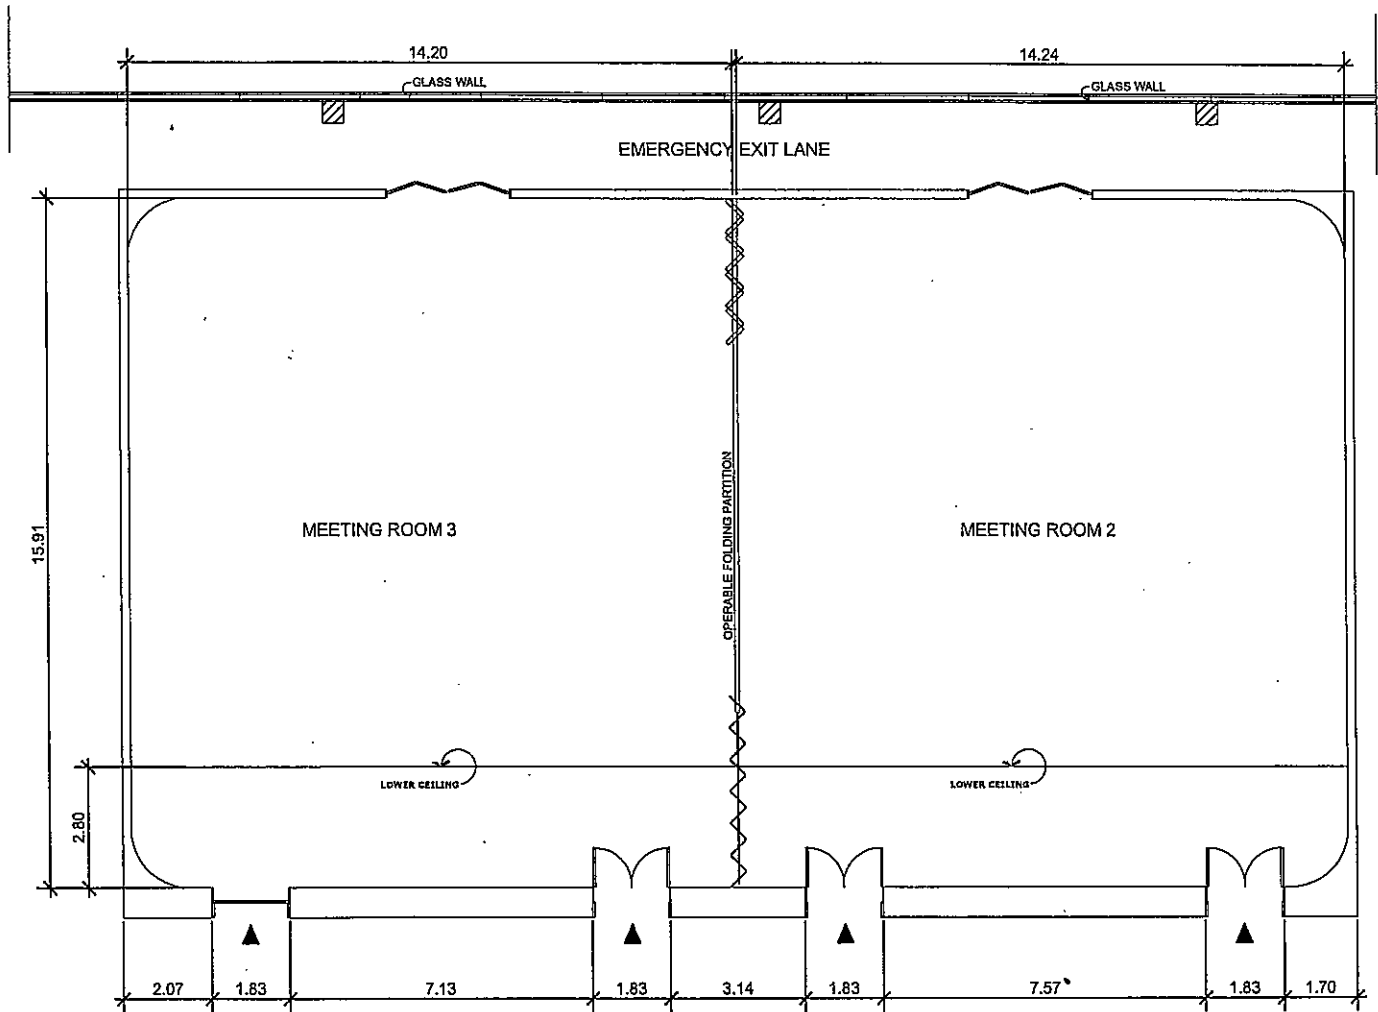 14.20
14.24
GLASS WALL
GLASS WALL
EMERGENCY EXIT LANE
15.91
OPERABLE FOLDING PARTITION
MEETING ROOM 3
MEETING ROOM 2
LOWER CEILING
LOWER CEILING
2.80
2.07
1.83
7.13
1.83
3.14
1.83
7.57
1.83
1.70